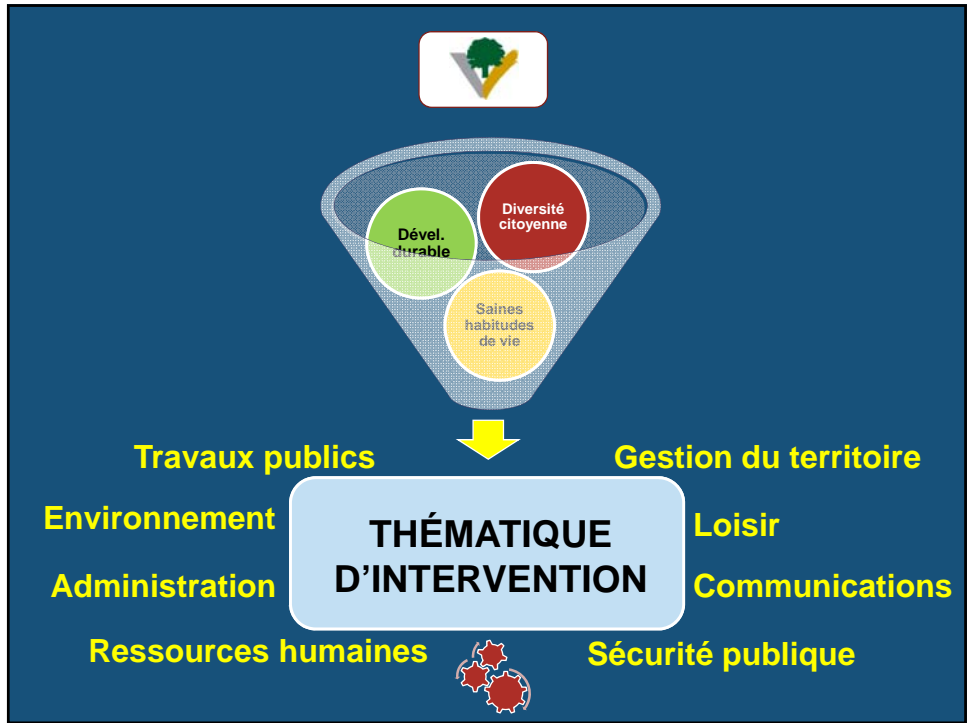 Diversité
citoyenne
Dével.
durable
Saines
habitudes
de vie
Travaux publics
Gestion du territoire
Environnement
Loisir
THÉMATIQUE
D’INTERVENTION
Administration
Communications
Ressources humaines
Sécurité publique